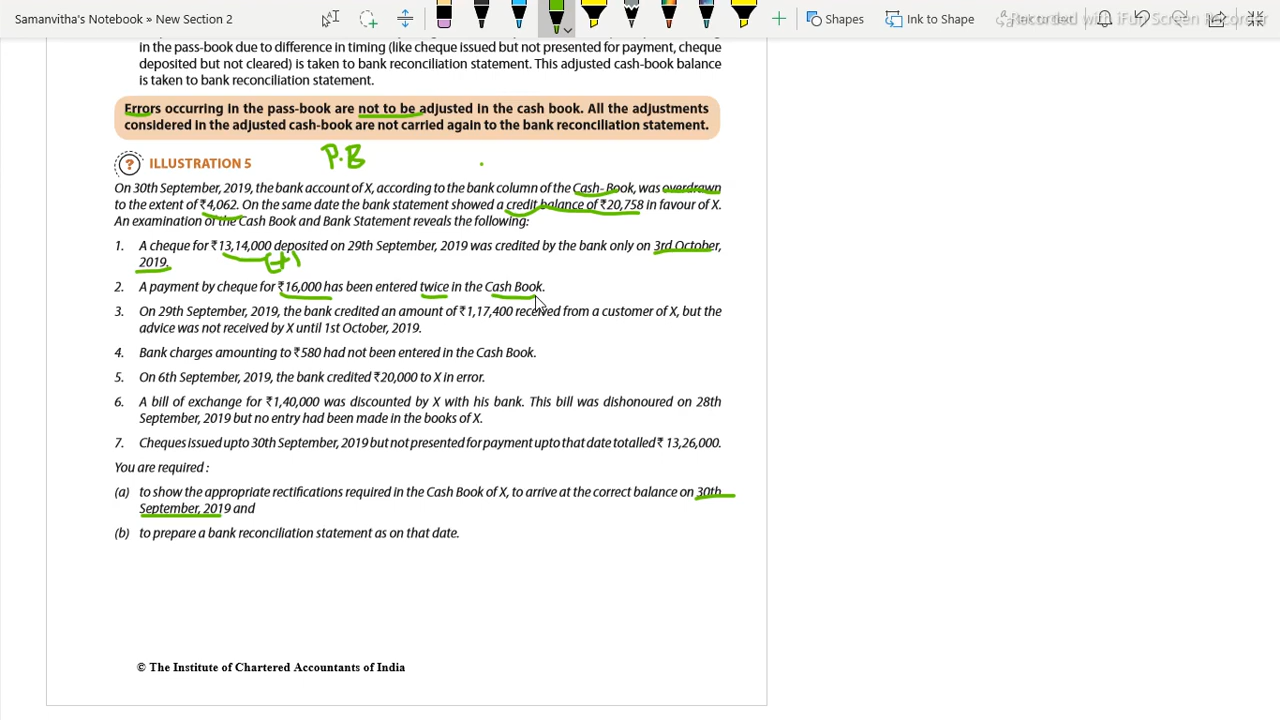 Samanvitha's Notebook » New Section 2
Shapes
Ink to Shape
Recorded with iFun Screen Recorder
in the pass-book due to difference in timing (like cheque issued but not presented for payment, cheque
deposited but not cleared) is taken to bank reconciliation statement. This adjusted cash-book balance
is taken to bank reconciliation statement.
Errors occurring in the pass-book are not to be adjusted in the cash book. All the adjustments
considered in the adjusted cash-book are not carried again to the bank reconciliation statement.
? ILLUSTRATION 5
P.B
On 30th September, 2019, the bank account of X, according to the bank column of the Cash- Book, was overdrawn
to the extent of ₹4,062. On the same date the bank statement showed a credit balance of ₹20,758 in favour of X.
An examination of the Cash Book and Bank Statement reveals the following:
1. A cheque for ₹13,14,000 deposited on 29th September, 2019 was credited by the bank only on 3rd October,
2019.
(+)
2. A payment by cheque for ₹16,000 has been entered twice in the Cash Book.
3. On 29th September, 2019, the bank credited an amount of ₹1,17,400 received from a customer of X, but the
advice was not received by X until 1st October, 2019.
4. Bank charges amounting to ₹580 had not been entered in the Cash Book.
5. On 6th September, 2019, the bank credited ₹20,000 to X in error.
6. A bill of exchange for ₹1,40,000 was discounted by X with his bank. This bill was dishonoured on 28th
September, 2019 but no entry had been made in the books of X.
7. Cheques issued upto 30th September, 2019 but not presented for payment upto that date totalled ₹ 13,26,000.
You are required :
(a) to show the appropriate rectifications required in the Cash Book of X, to arrive at the correct balance on 30th
September, 2019 and
(b) to prepare a bank reconciliation statement as on that date.
© The Institute of Chartered Accountants of India